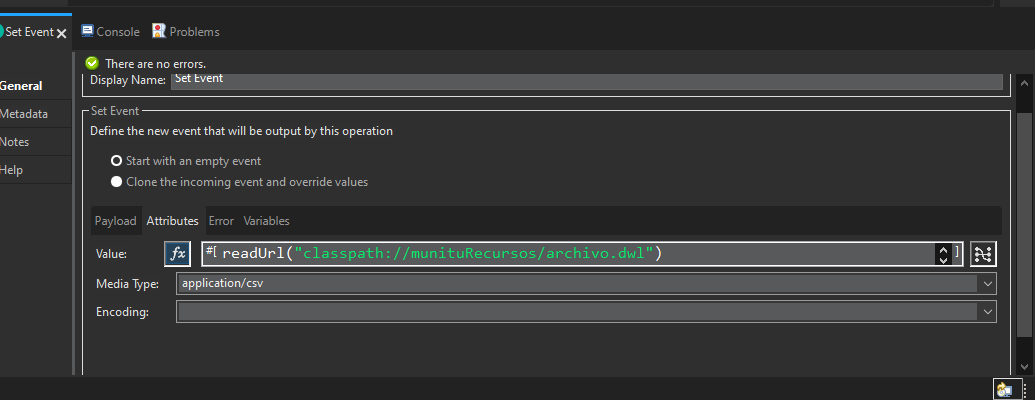 Set Event
Console
Problems
There are no errors.
General
Metadata
Notes
Help
Display Name: Set Event
Set Event
Define the new event that will be output by this operation
Start with an empty event
Clone the incoming event and override values
Payload Attributes Error Variables
Value: fx #[ readUrl("classpath://munituRecursos/archivo.dwl") ]
Media Type: application/csv
Encoding: